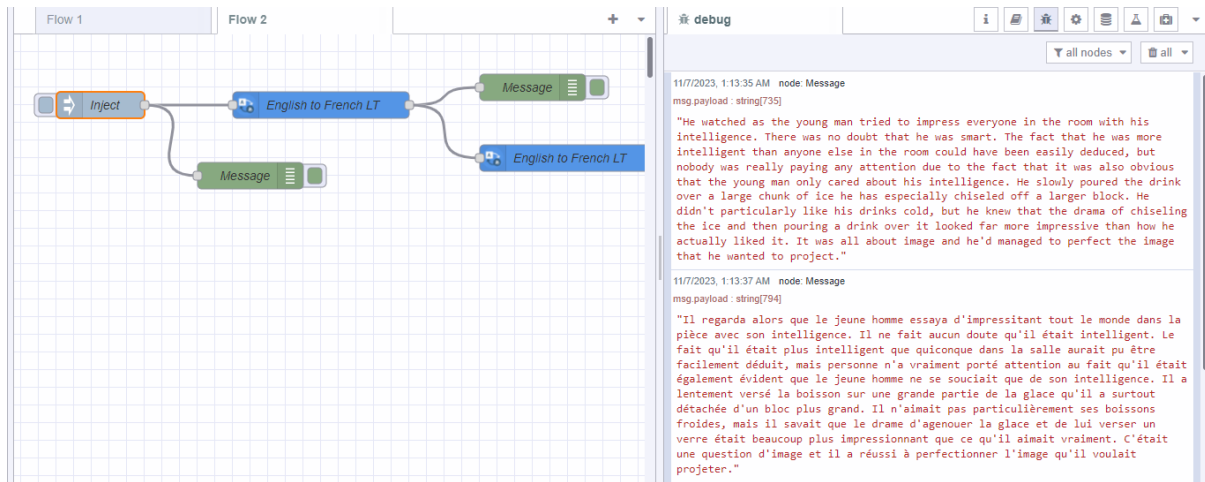 Flow 1
Flow 2
debug
all nodes
all
Inject
English to French LT
Message
Message
English to French LT
11/7/2023, 1:13:35 AM node: Message
msg.payload : string[735]
"He watched as the young man tried to impress everyone in the room with his
intelligence. There was no doubt that he was smart. The fact that he was more
intelligent than anyone else in the room could have been easily deduced, but
nobody was really paying any attention due to the fact that it was also obvious
that the young man only cared about his intelligence. He slowly poured the drink
over a large chunk of ice he has especially chiseled off a larger block. He
didn't particularly like his drinks cold, but he knew that the drama of chiseling
the ice and then pouring a drink over it looked far more impressive than how he
actually liked it. It was all about image and he'd managed to perfect the image
that he wanted to project."
11/7/2023, 1:13:37 AM node: Message
msg.payload : string[794]
"Il regarda alors que le jeune homme essaya d'impressitant tout le monde dans la
pièce avec son intelligence. Il ne fait aucun doute qu'il était intelligent. Le
fait qu'il était plus intelligent que quiconque dans la salle aurait pu être
facilement déduit, mais personne n'a vraiment porté attention au fait qu'il était
également évident que le jeune homme ne se souciait que de son intelligence. Il a
lentement versé la boisson sur une grande partie de la glace qu'il a surtout
détachée d'un bloc plus grand. Il n'aimait pas particulièrement ses boissons
froides, mais il savait que le drame d'agenouer la glace et de lui verser un
verre était beaucoup plus impressionnant que ce qu'il aimait vraiment. C'était
une question d'image et il a réussi à perfectionner l'image qu'il voulait
projeter."